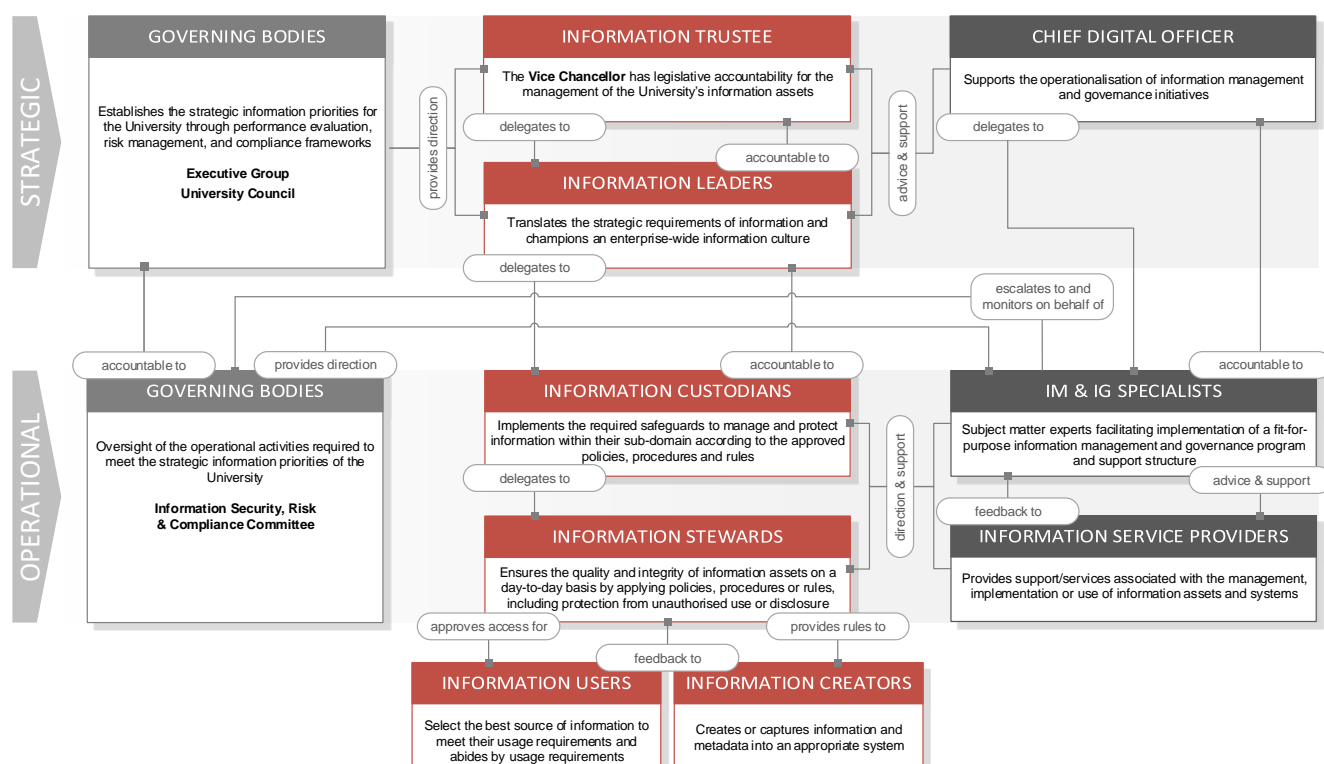 STRATEGIC
GOVERNING BODIES
Establishes the strategic information priorities for
the University through performance evaluation,
risk management, and compliance frameworks
Executive Group
University Council
provides direction
INFORMATION TRUSTEE
The Vice Chancellor has legislative accountability for the
management of the University's information assets
delegates to
accountable to
INFORMATION LEADERS
Translates the strategic requirements of information and
champions an enterprise-wide information culture
advice & support
CHIEF DIGITAL OFFICER
Supports the operationalisation of information management
and governance initiatives
delegates to
delegates to
escalates to and
monitors on behalf of
accountable to
provides direction
accountable to
accountable to
OPERATIONAL
GOVERNING BODIES
Oversight of the operational activities required to
meet the strategic information priorities of the
University
Information Security, Risk
& Compliance Committee
INFORMATION CUSTODIANS
Implements the required safeguards to manage and protect
information within their sub-domain according to the approved
policies, procedures and rules
delegates to
INFORMATION STEWARDS
Ensures the quality and integrity of information assets on a
day-to-day basis by applying policies, procedures or rules,
including protection from unauthorised use or disclosure
direction & support
IM & IG SPECIALISTS
Subject matter experts facilitating implementation of a fit-for-
purpose information management and governance program
and support structure
advice & support
feedback to
INFORMATION SERVICE PROVIDERS
Provides support/services associated with the management,
implementation or use of information assets and systems
approves access for
provides rules to
feedback to
INFORMATION USERS
Select the best source of information to
meet their usage requirements and
abides by usage requirements
INFORMATION CREATORS
Creates or captures information and
metadata into an appropriate system